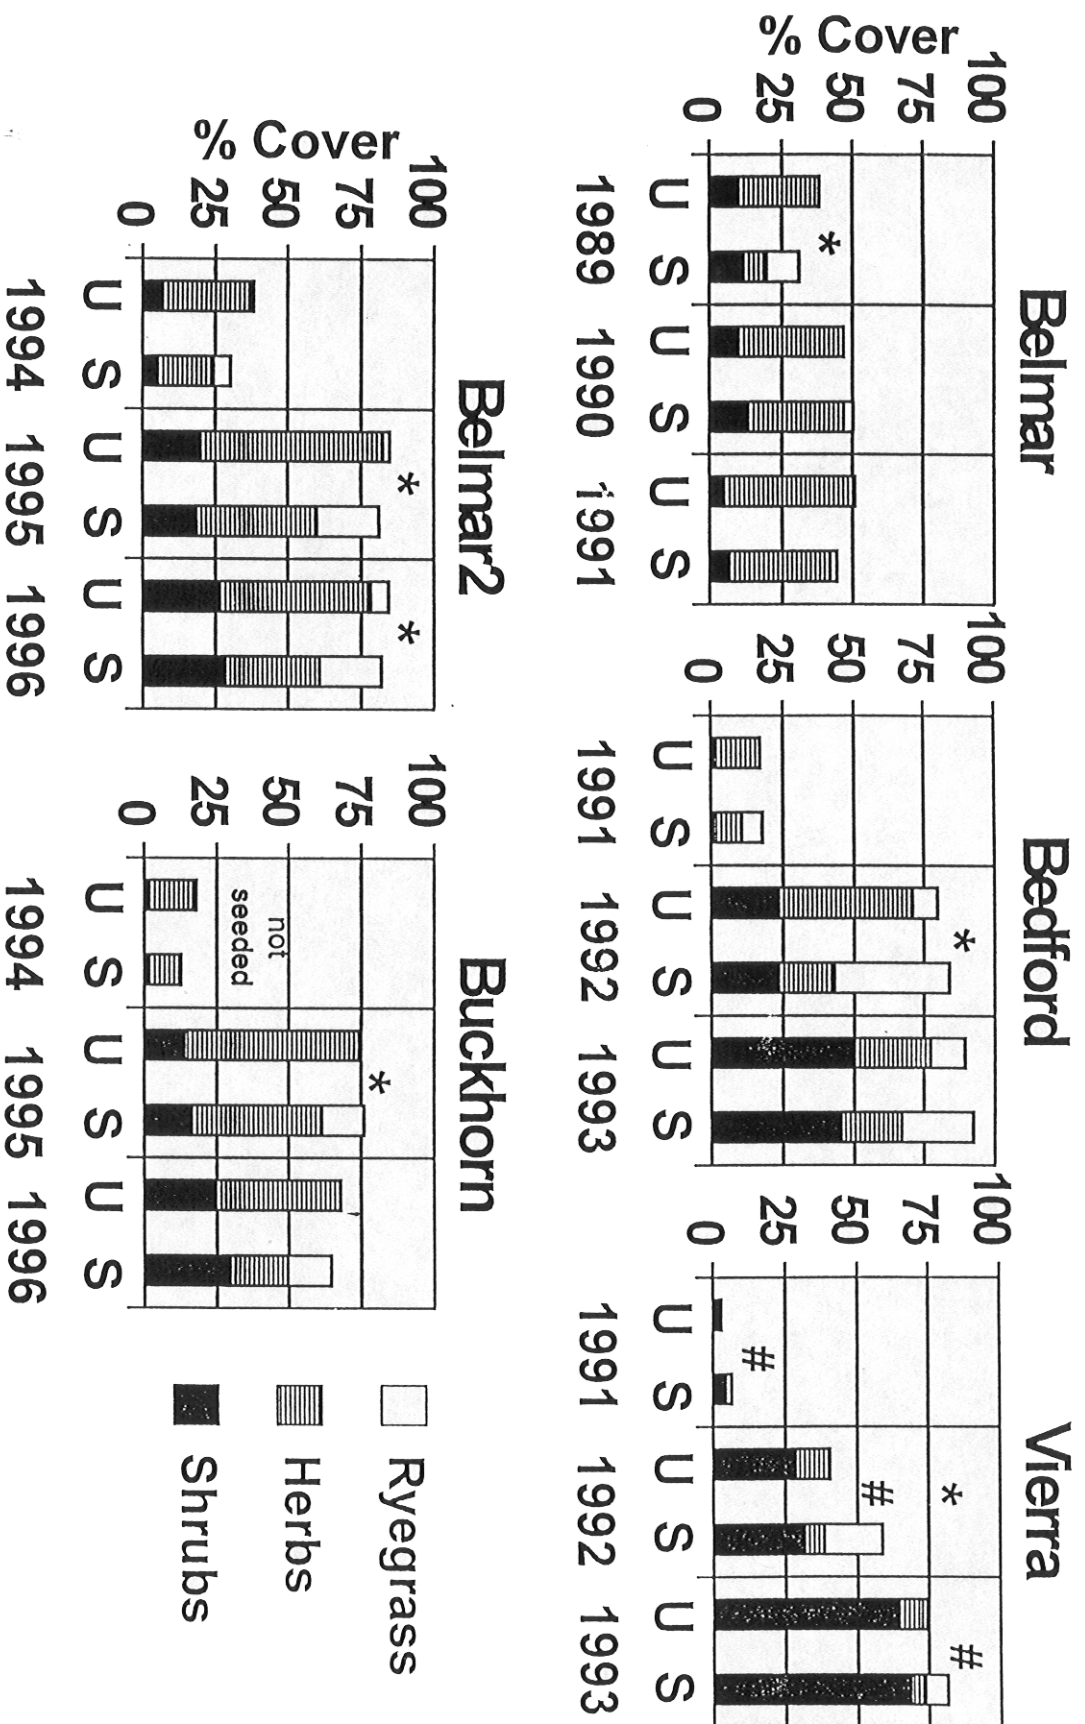 Belmar
% Cover
100
75
50
25
0
U S U S U S
1989 1990 1991
*
Bedford
100
75
50
25
0
U S U S U S
1991 1992 1993
*
Vierra
100
75
50
25
0
U S U S U S
1991 1992 1993
#
* #
#
Belmar2
% Cover
100
75
50
25
0
U S U S U S
1994 1995 1996
* *
Buckhorn
100
75
50
25
0
not
seeded
*
U S U S U S
1994 1995 1996
Ryegrass
Herbs
Shrubs